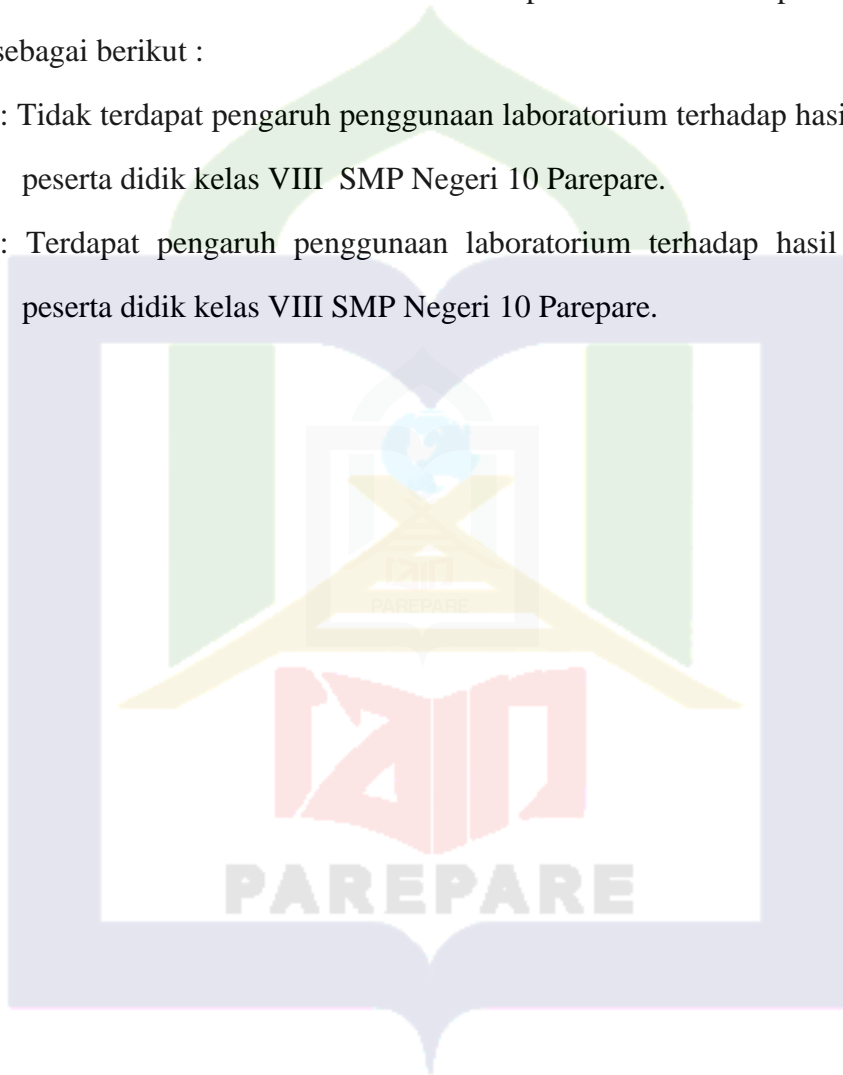 sebagai berikut :
: Tidak terdapat pengaruh penggunaan laboratorium terhadap
peserta didik kelas VIII SMP Negeri 10 Parepare.
: Terdapat pengaruh penggunaan laboratorium terhadap hasil
peserta didik kelas VIII SMP Negeri 10 Parepare.
PAREPARE
iain
PAREPARE